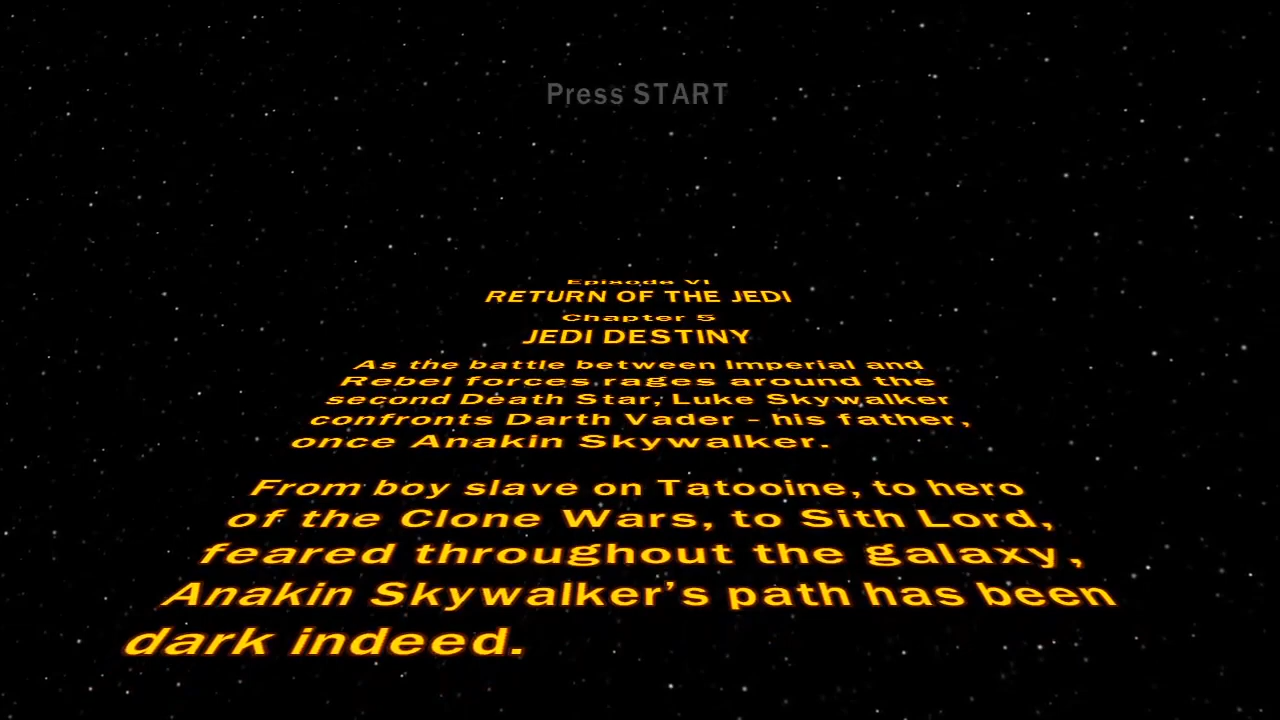 Press START
Episode VI
RETURN OF THE JEDI
Chapter 5
JEDI DESTINY
As the battle between Imperial and
Rebel forces rages around the
second Death Star, Luke Skywalker
confronts Darth Vader - his father,
once Anakin Skywalker.
From boy slave on Tatooine, to hero
of the Clone Wars, to Sith Lord,
feared throughout the galaxy,
Anakin Skywalker's path has been
dark indeed.